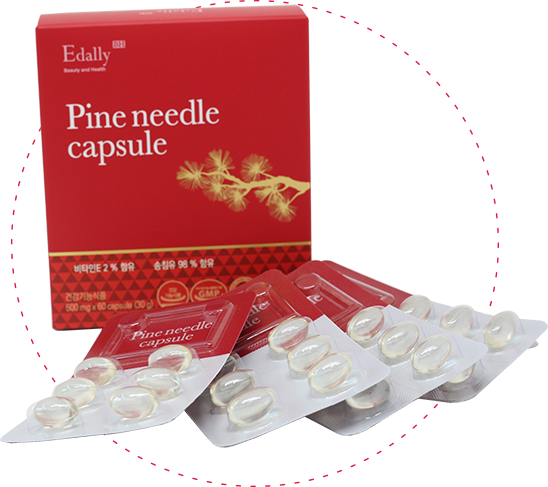 Edally BH
Beauty and Health
Pine needle
capsule
비타민E 2 % 함유
송침유 98 % 함유
건강기능식품
GMP
500 mg x 60 capsule (30 g)
Pine needle
capsule